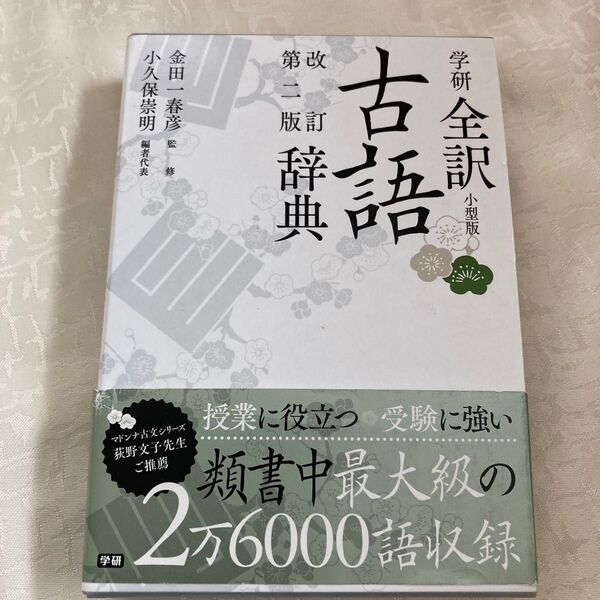 学研
全訳
小型版
古語
辞典
改訂
第二版
金田一春彦 監修
小久保崇明 編者代表
授業に役立つ 受験に強い
マドンナ古文シリーズ
荻野文子先生
ご推薦
類書中最大級の
2万6000語収録
学研